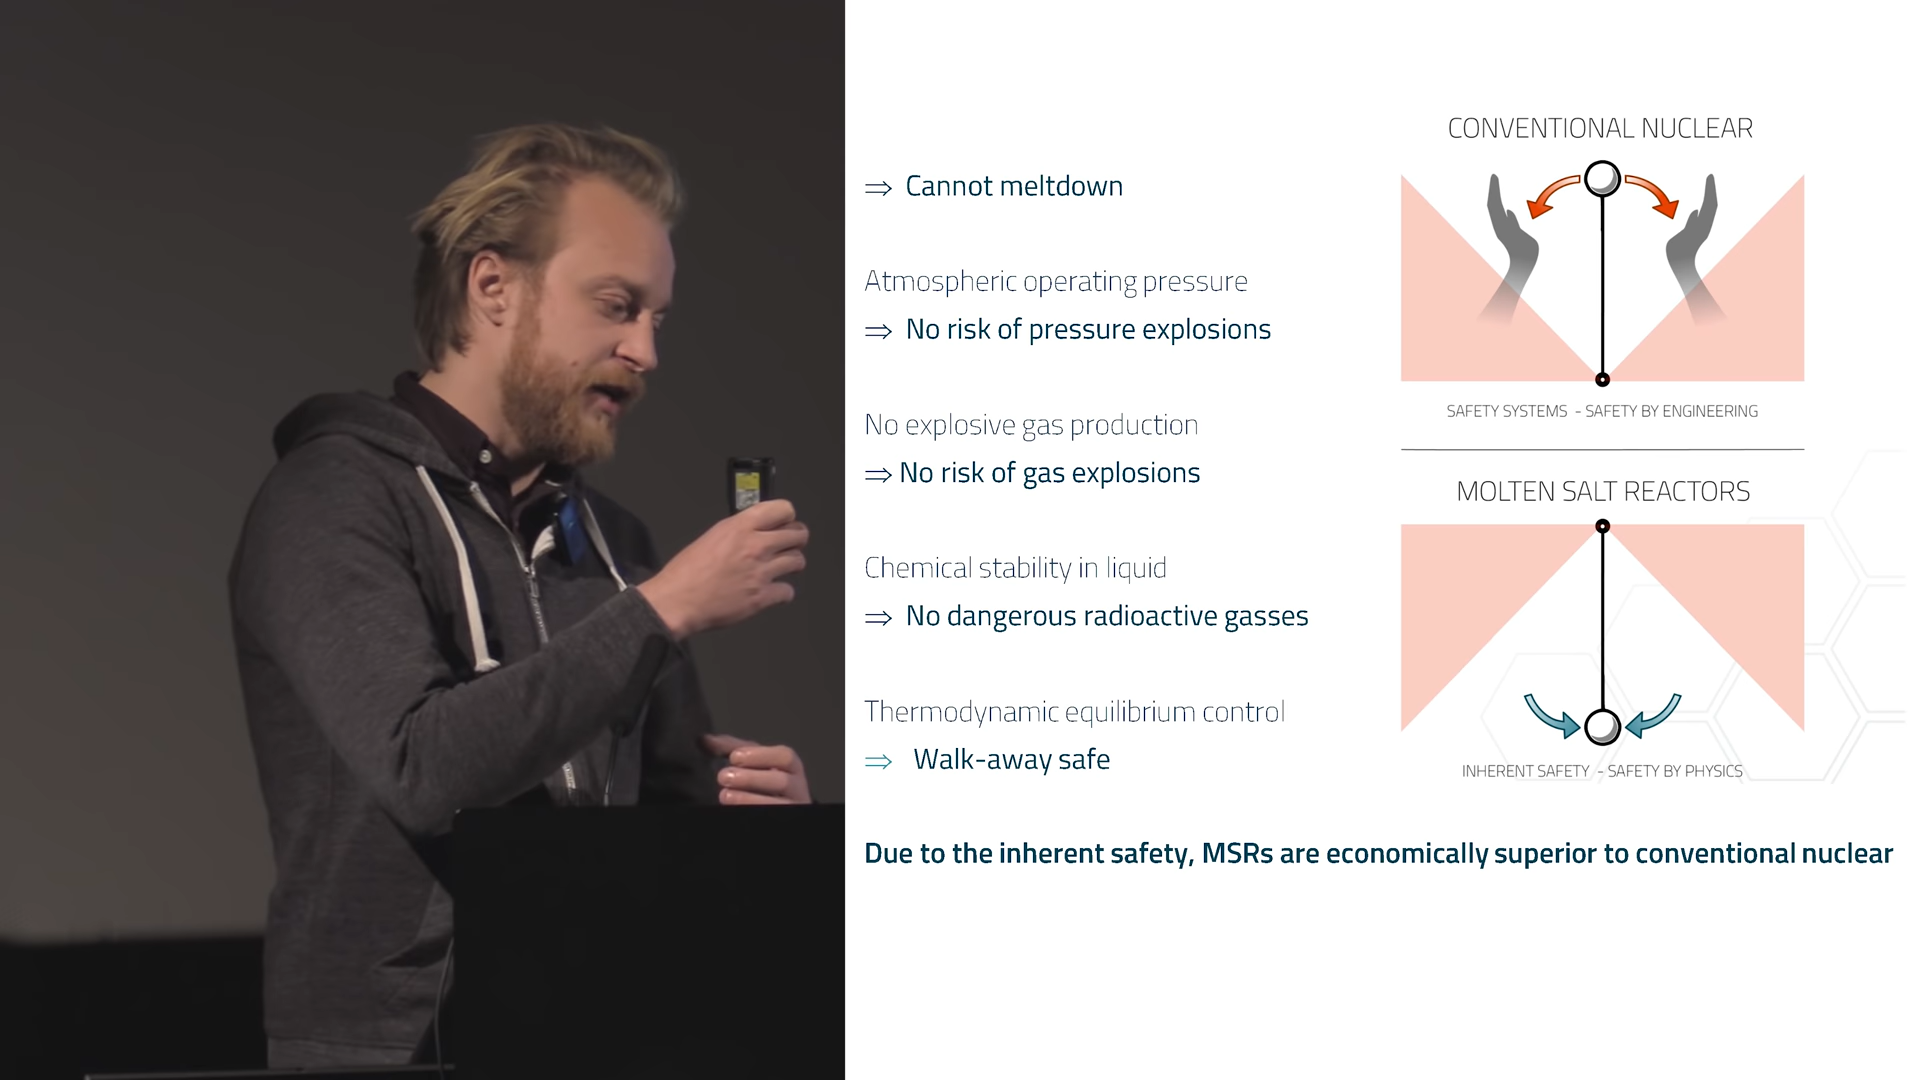 ⇒ Cannot meltdown
Atmospheric operating pressure
⇒ No risk of pressure explosions
No explosive gas production
⇒ No risk of gas explosions
Chemical stability in liquid
⇒ No dangerous radioactive gasses
Thermodynamic equilibrium control
⇒ Walk-away safe
CONVENTIONAL NUCLEAR
SAFETY SYSTEMS - SAFETY BY ENGINEERING
MOLTEN SALT REACTORS
INHERENT SAFETY - SAFETY BY PHYSICS
Due to the inherent safety, MSRs are economically superior to conventional nuclear